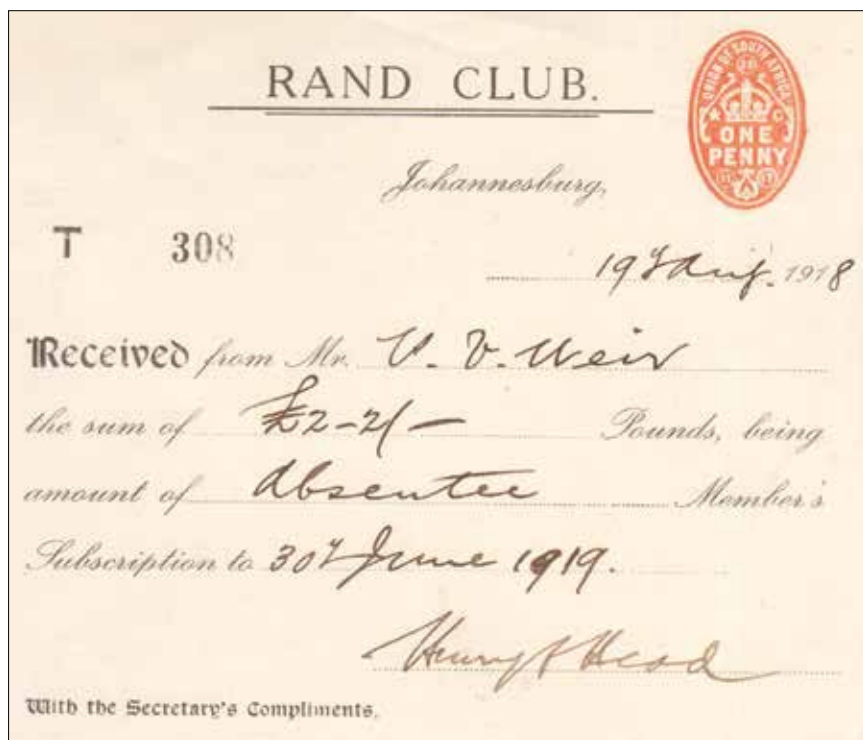 RAND CLUB.
UNION OF SOUTH AFRICA
ONE
PENNY
Johannesburg,
T 308
19th Aug. 1918
Received from Mr. V. Weir
the sum of £2-2/- Pounds, being
amount of Absentee Member's
Subscription to 30th June 1919.
Henry Head
With the Secretary's Compliments.